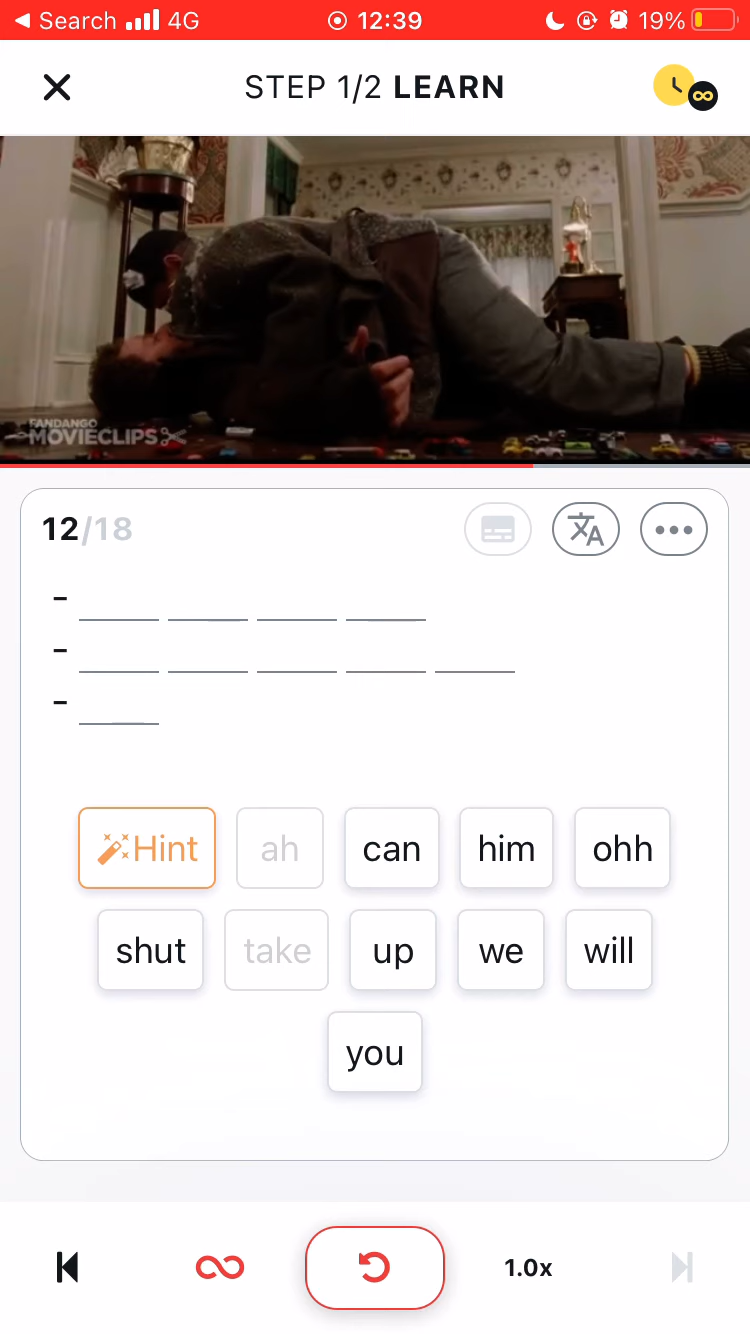 Search 4G 12:39 19%
STEP 1/2 LEARN
FANDANGO
MOVIECLIPS
12/18
-
-
-
Hint ah can him ohh
shut take up we will
you
1.0x